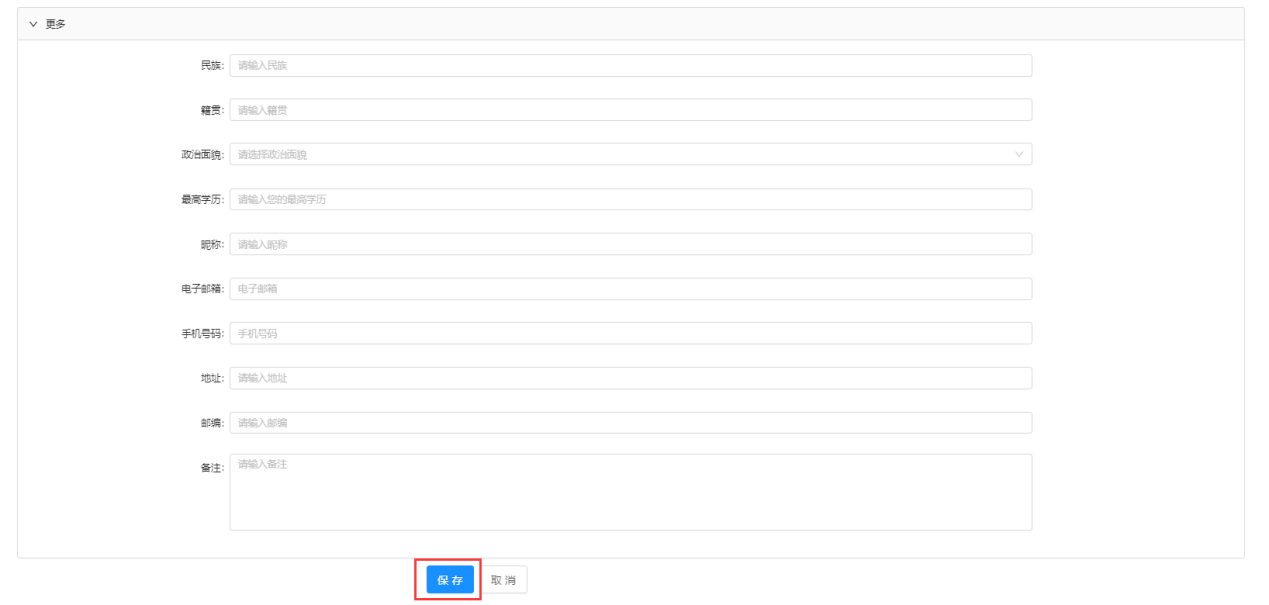 更多
民族: 请输入民族
籍贯: 请输入籍贯
政治面貌: 请选择政治面貌
最高学历: 请输入您的最高学历
昵称: 请输入昵称
电子邮箱: 电子邮箱
手机号码: 手机号码
地址: 请输入地址
邮编: 请输入邮编
备注: 请输入备注
保存 取消